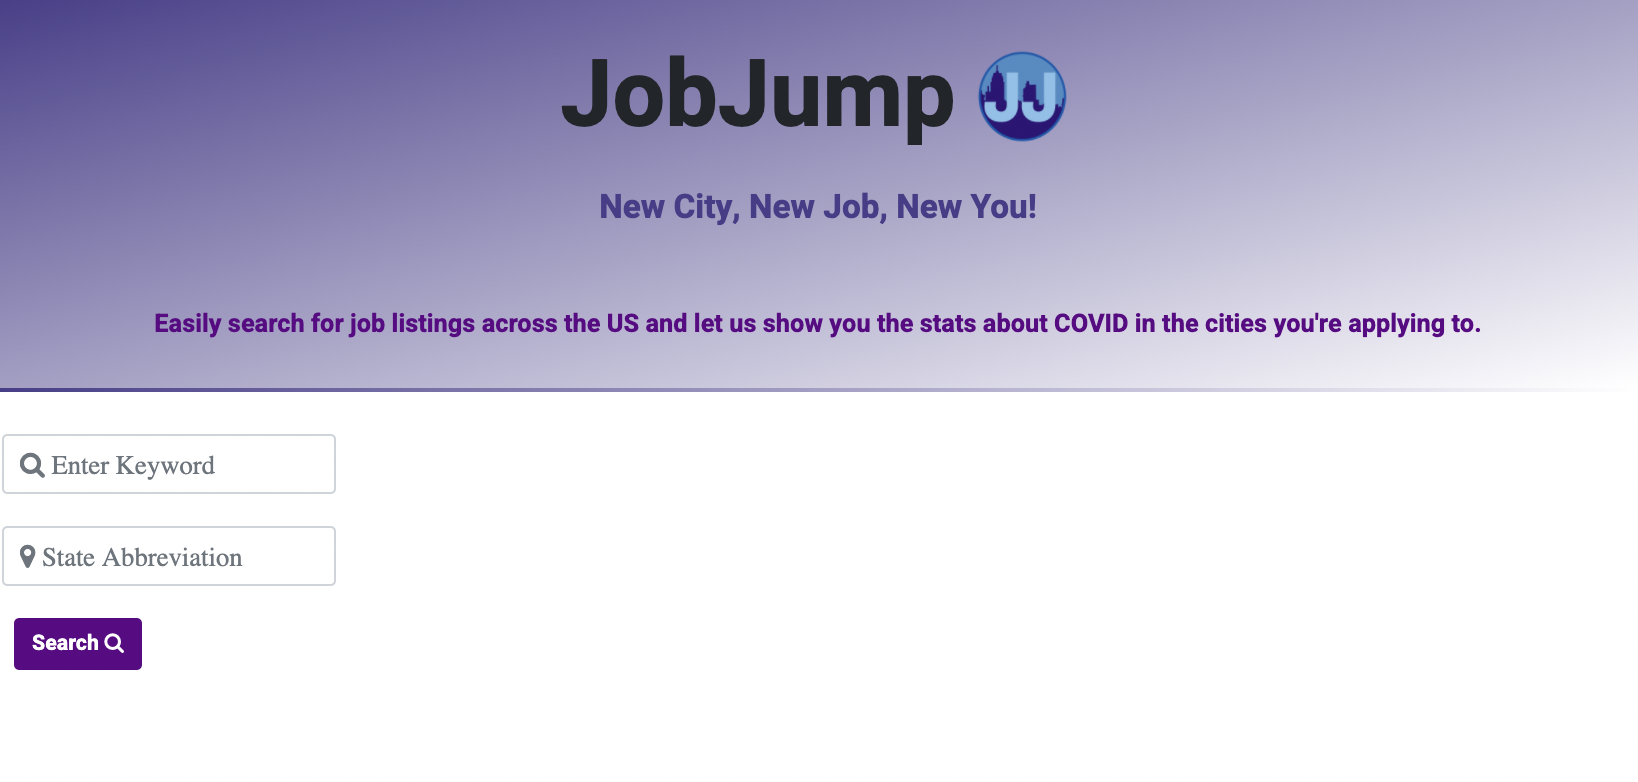 JobJump JJ
New City, New Job, New You!
Easily search for job listings across the US and let us show you the stats about COVID in the cities you're applying to.
Enter Keyword
State Abbreviation
Search